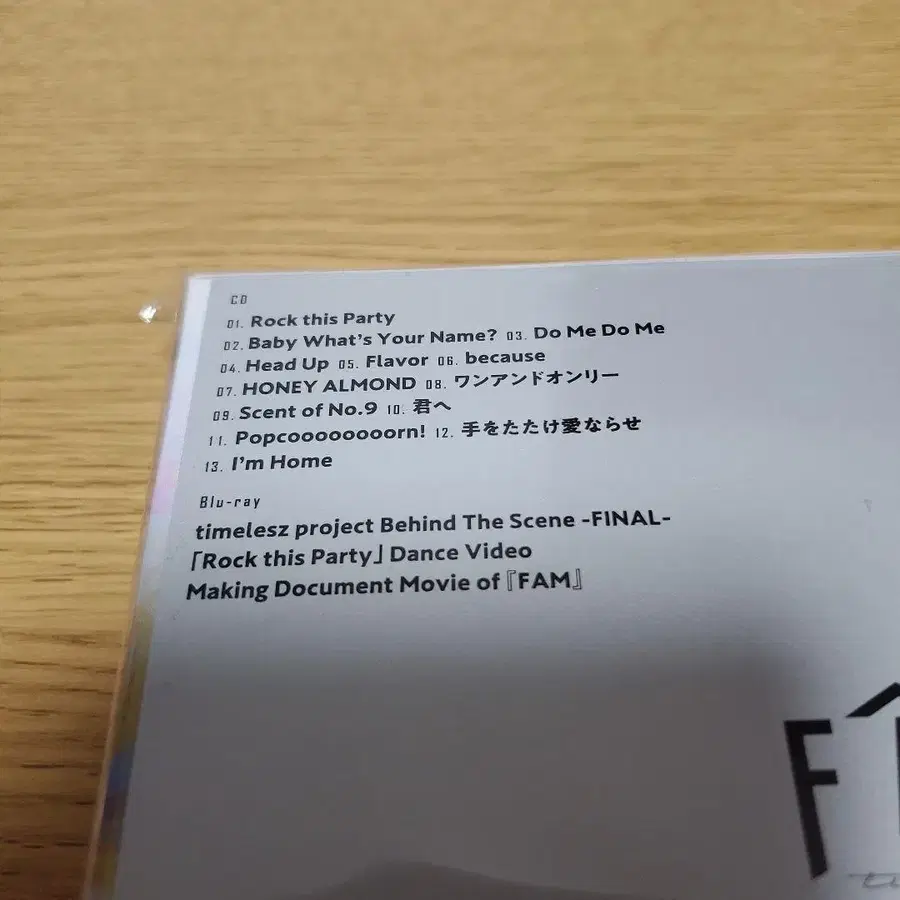 CD
01. Rock this Party
02. Baby What's Your Name? 03. Do Me Do Me
04. Head Up 05. Flavor 06. because
07. HONEY ALMOND 08. ワンアンドオンリー
09. Scent of No.9 10. 君へ
11. Popcoooooooorn! 12. 手をたたけ愛ならせ
13. I'm Home
Blu-ray
timelesz project Behind The Scene -FINAL-
「Rock this Party」Dance Video
Making Document Movie of『FAM』
F